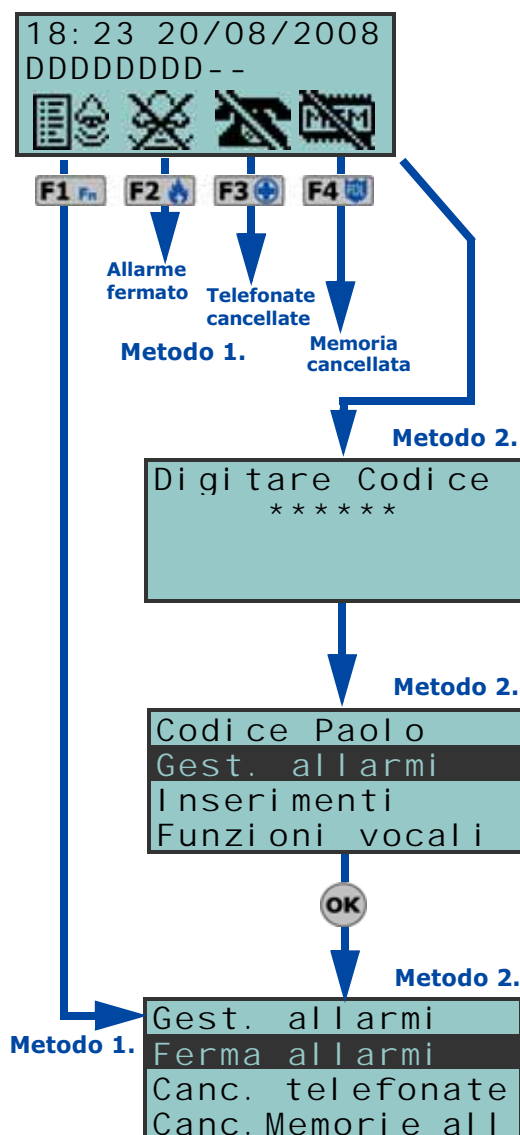 18:23 20/08/2008
DDDDDDDD--
MEM
F1 Fn F2 F3 F4
Allarme
fermato
Telefonate
cancellate
Metodo 1.
Memoria
cancellata
Metodo 2.
Digitare Codice
******
Metodo 2.
Codice Paolo
Gest. allarmi
Inserimenti
Funzioni vocali
OK
Metodo 2.
Gest. allarmi
Metodo 1.
Ferma allarmi
Canc. telefonate
Canc.Memorie all